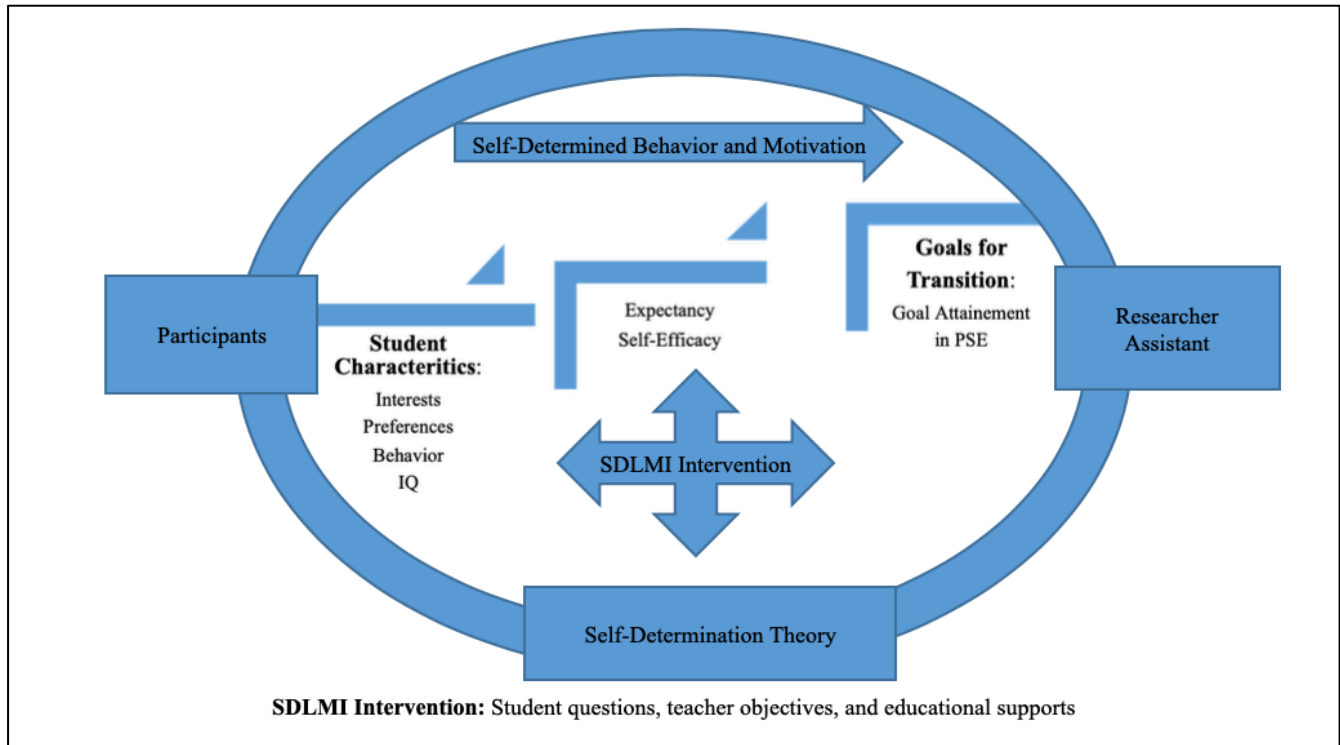 Self-Determined Behavior and Motivation
Participants
Student
Characteritics:
Interests
Preferences
Behavior
IQ
Expectancy
Self-Efficacy
Goals for
Transition:
Goal Attainement
in PSE
Researcher
Assistant
SDLMI Intervention
Self-Determination Theory
SDLMI Intervention: Student questions, teacher objectives, and educational supports